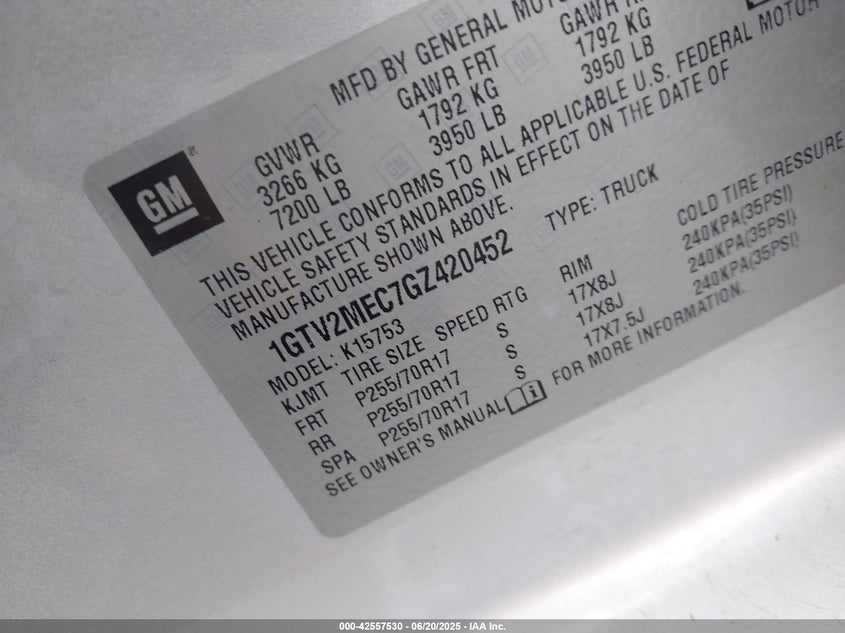 MFD BY GENERAL MOTO
GVWR GAWR FRT GAWR R
3266 KG 1792 KG 1792 KG
7200 LB 3950 LB 3950 LB
THIS VEHICLE CONFORMS TO ALL APPLICABLE U.S. FEDERAL MOTOR
VEHICLE SAFETY STANDARDS IN EFFECT ON THE DATE OF
MANUFACTURE SHOWN ABOVE.
GM
1GTV2MEC7GZ420452 TYPE: TRUCK
MODEL: K15753
KJMT TIRE SIZE SPEED RTG RIM COLD TIRE PRESSURE
FRT P255/70R17 S 17X8J 240KPA(35PSI)
RR P255/70R17 S 17X8J 240KPA(35PSI)
SPA P255/70R17 S 17X7.5J 240KPA(35PSI)
SEE OWNER'S MANUAL FOR MORE INFORMATION.
000-42557530 - 06/20/2025 - IAA Inc.